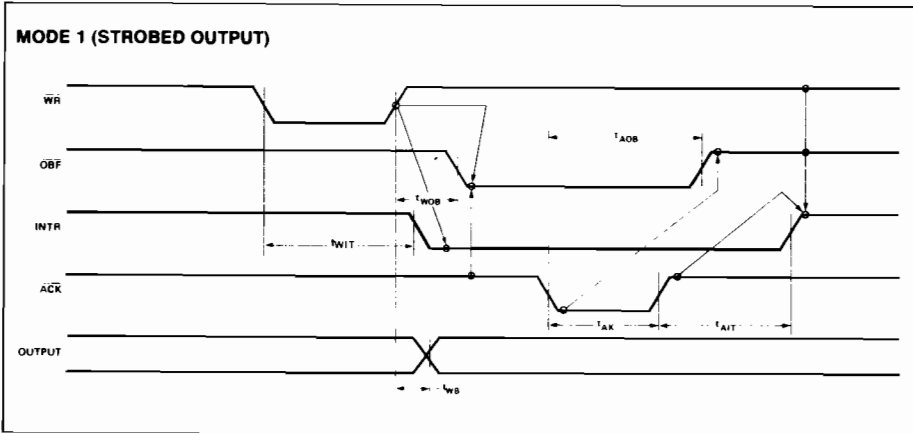 MODE 1 (STROBED OUTPUT)
WR
tAOB
OBF
tWOB
INTR
tWIT
ACK
tAK
tAIT
OUTPUT
tWB